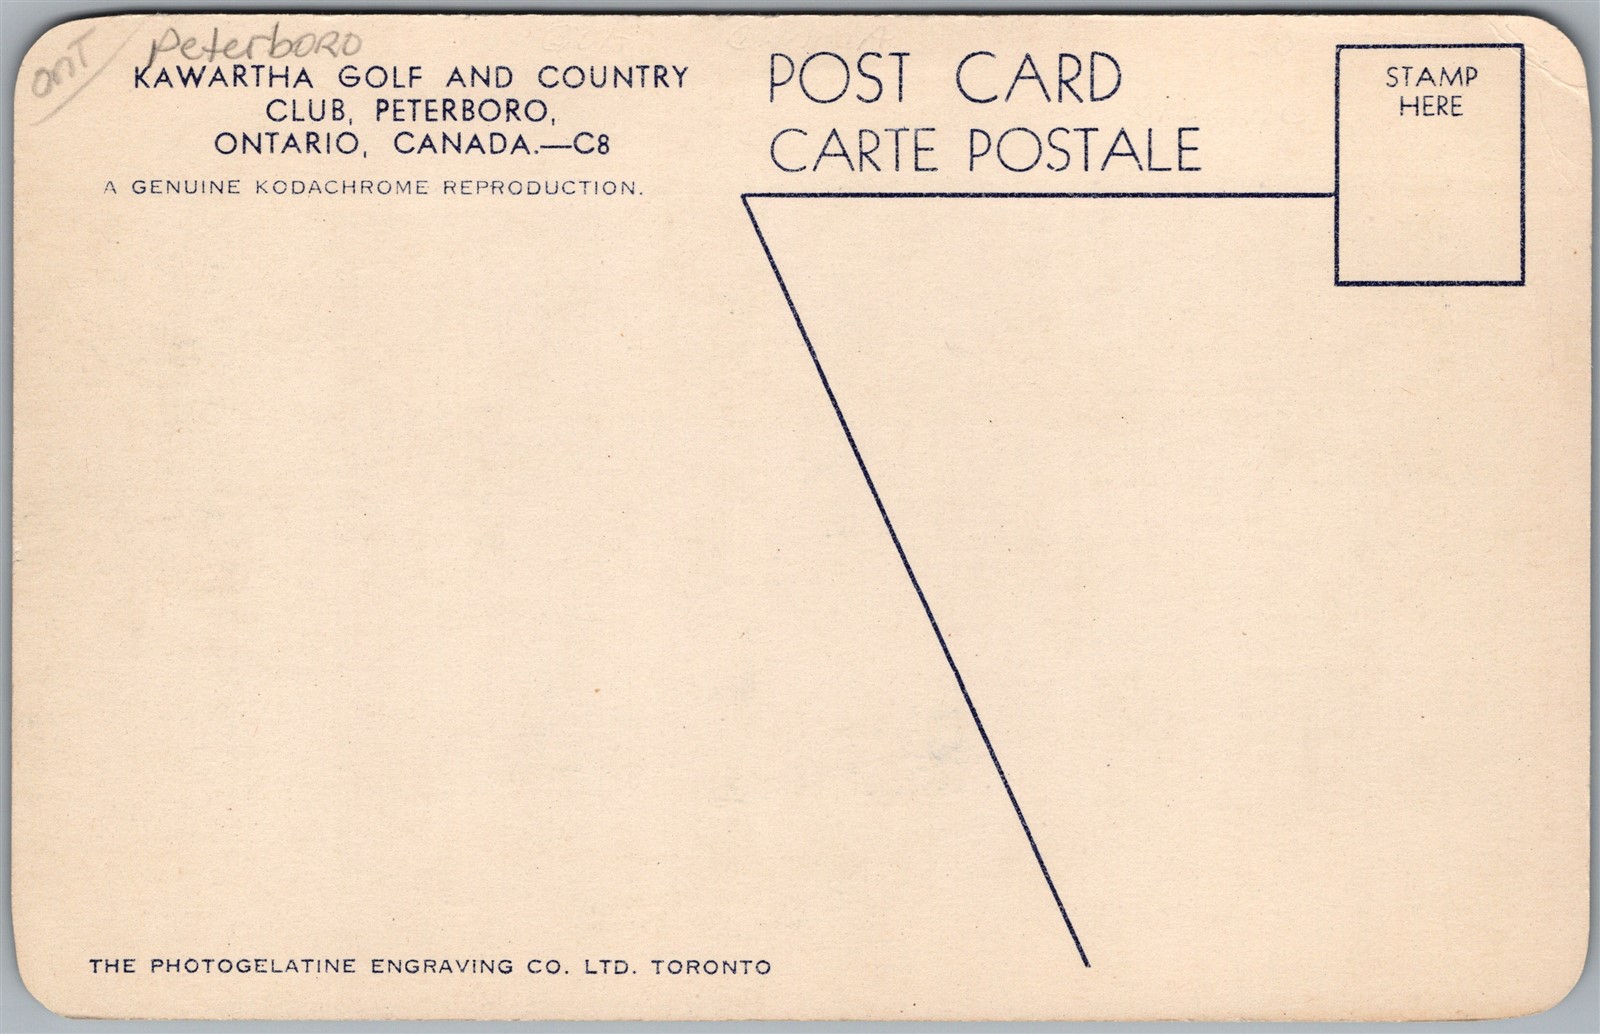 onT
Peterboro
KAWARTHA GOLF AND COUNTRY
CLUB, PETERBORO,
ONTARIO, CANADA.—C8
A GENUINE KODACHROME REPRODUCTION.
POST CARD
CARTE POSTALE
STAMP
HERE
THE PHOTOGELATINE ENGRAVING CO. LTD. TORONTO